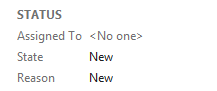 STATUS
Assigned To <No one>
State New
Reason New